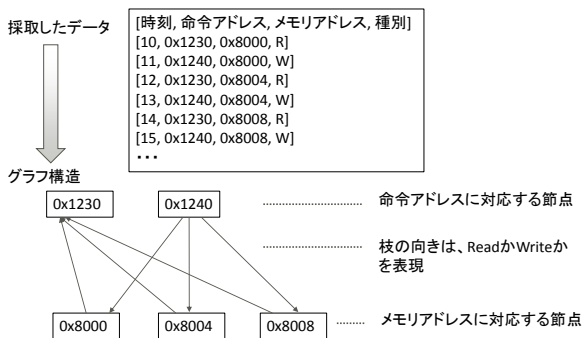 採取したデータ
[時刻, 命令アドレス, メモリアドレス, 種別]
[10, 0x1230, 0x8000, R]
[11, 0x1240, 0x8000, W]
[12, 0x1230, 0x8004, R]
[13, 0x1240, 0x8004, W]
[14, 0x1230, 0x8008, R]
[15, 0x1240, 0x8008, W]
・・・
グラフ構造
0x1230
0x1240
命令アドレスに対応する節点
枝の向きは、ReadかWriteか
を表現
0x8000
0x8004
0x8008
メモリアドレスに対応する節点